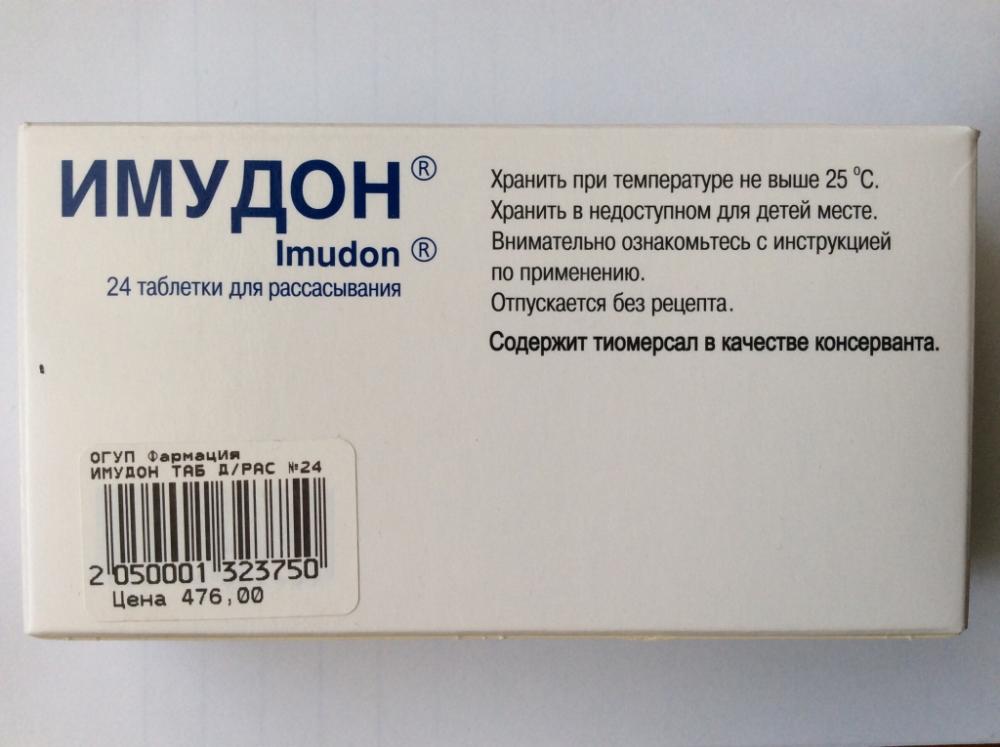 ИМУДОН®
Imudon®
24 таблетки для рассасывания
Хранить при температуре не выше 25 °C.
Хранить в недоступном для детей месте.
Внимательно ознакомьтесь с инструкцией
по применению.
Отпускается без рецепта.
Содержит тиомерсал в качестве консерванта.
ОГУП Фармация
ИМУДОН ТАБ Д/РАС №24
2 050001 323750
Цена 476,00